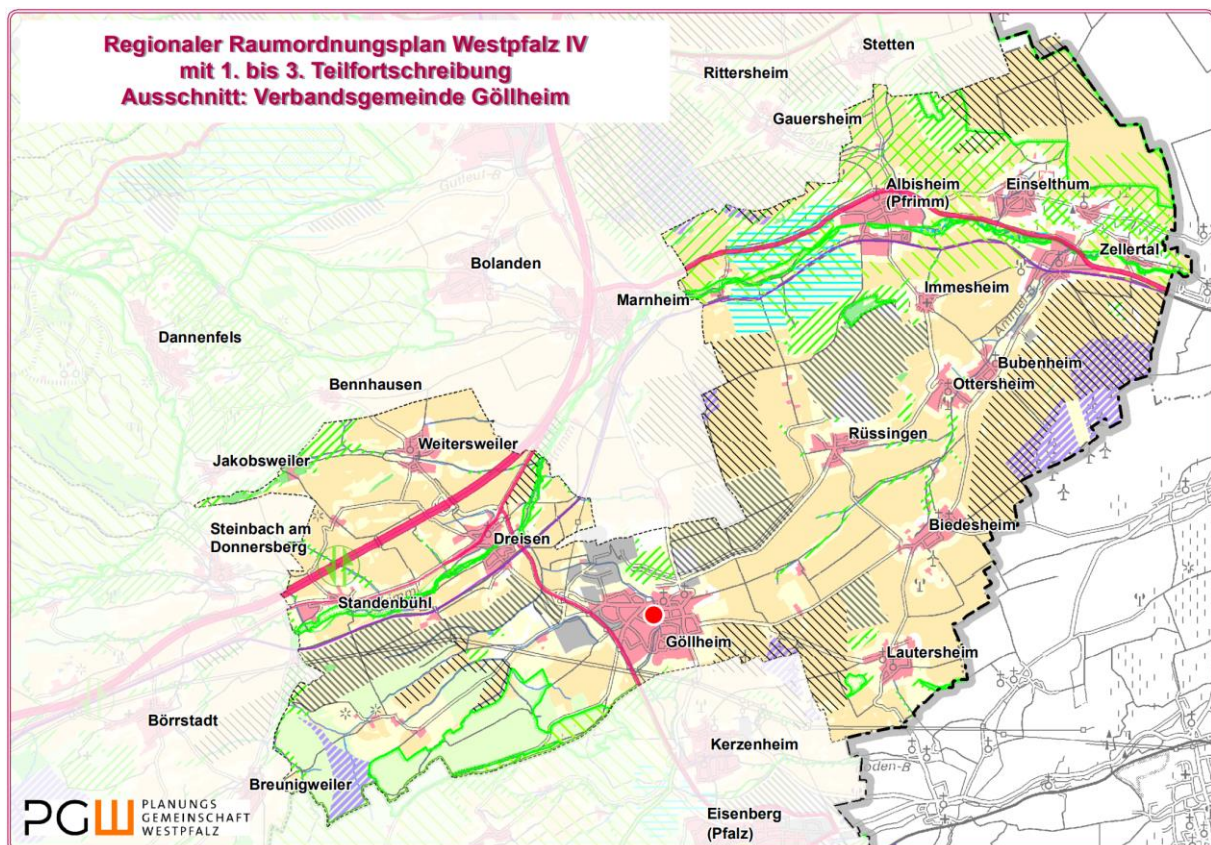 Regionaler Raumordnungsplan Westpfalz IV
mit 1. bis 3. Teilfortschreibung
Ausschnitt: Verbandsgemeinde Göllheim
Stetten
Rittersheim
Gauersheim
Albisheim
(Pfrimm)
Einselthum
Zellertal
Bolanden
Marnheim
Immesheim
Dannenfels
Bennhausen
Bubenheim
Ottersheim
Weitersweiler
Rüssingen
Jakobsweiler
Steinbach am
Donnersberg
Dreisen
Biedesheim
Standenbühl
Göllheim
Lautersheim
Börrstadt
Kerzenheim
Breunigweiler
Eisenberg
(Pfalz)
PGW PLANUNGS
GEMEINSCHAFT
WESTPFALZ